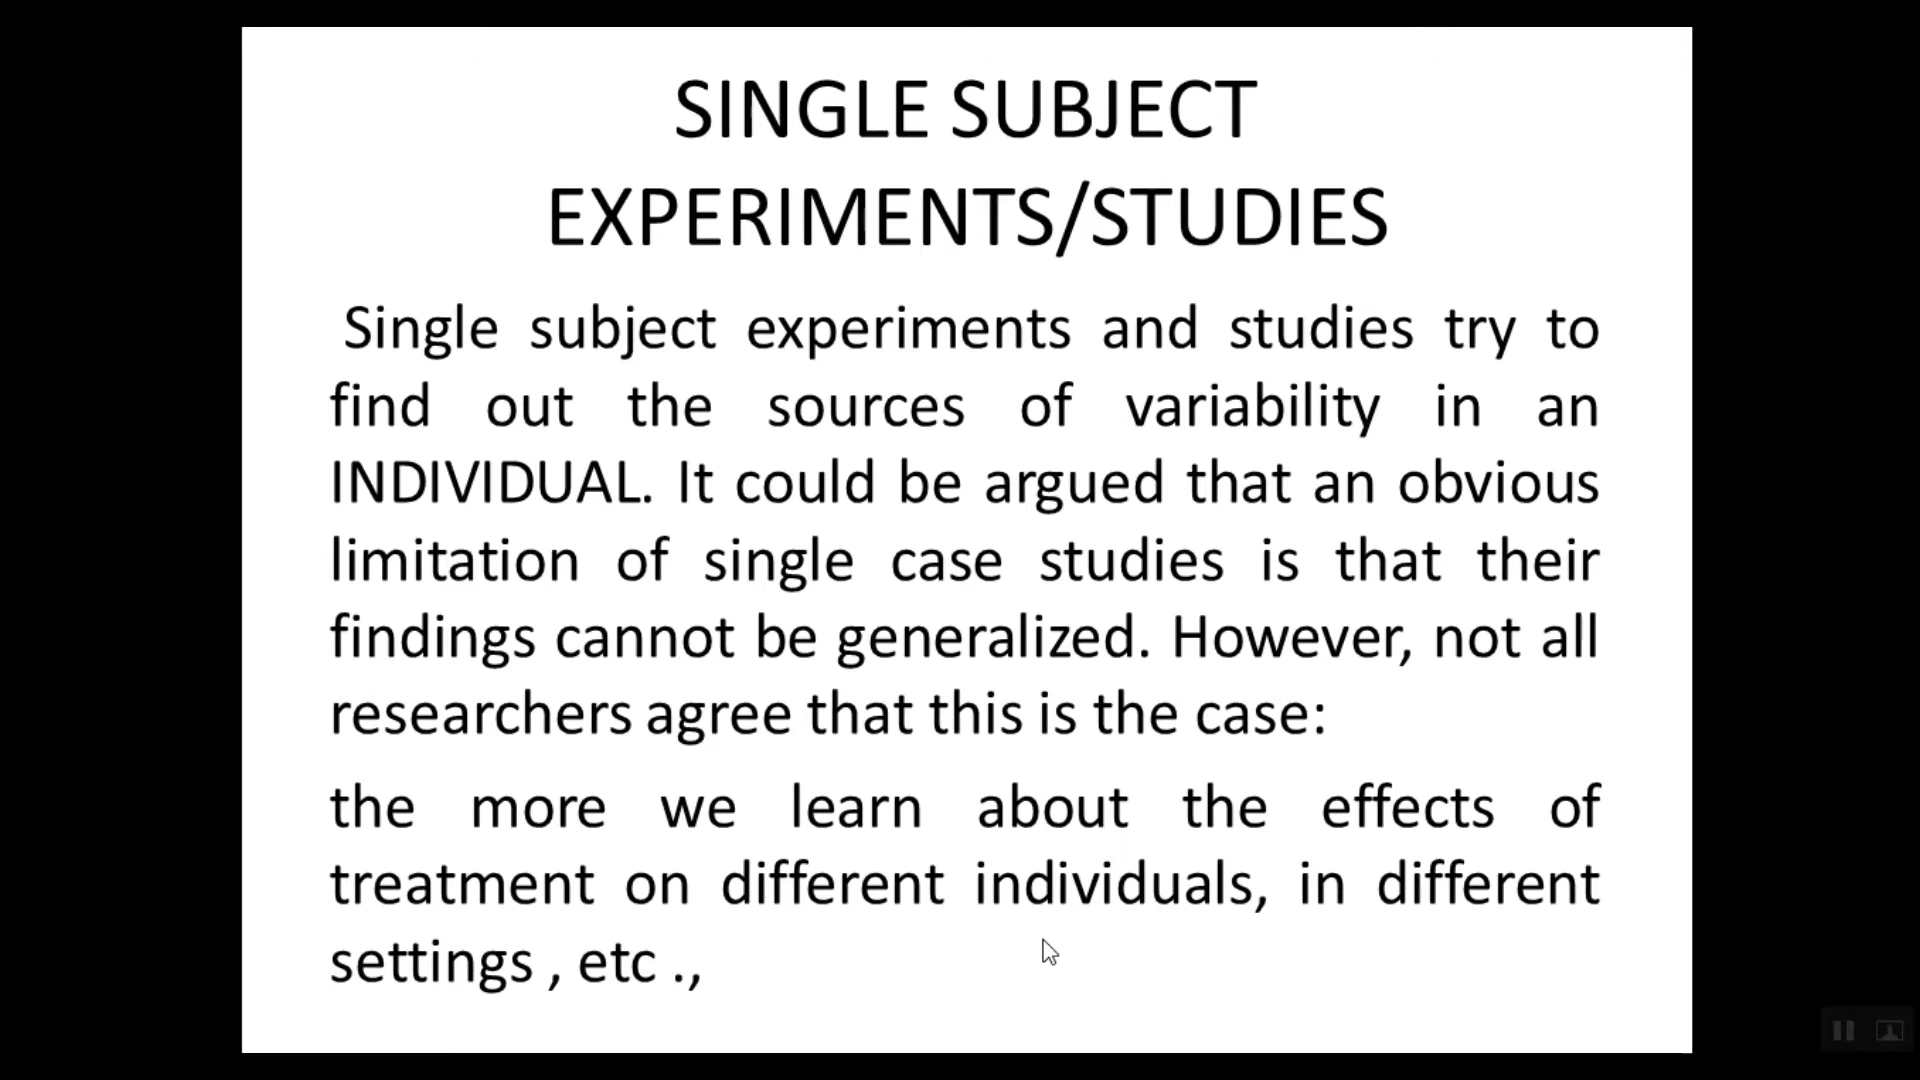 SINGLE SUBJECT
EXPERIMENTS/STUDIES
Single subject experiments and studies try to
find out the sources of variability in an
INDIVIDUAL. It could be argued that an obvious
limitation of single case studies is that their
findings cannot be generalized. However, not all
researchers agree that this is the case:
the more we learn about the effects of
treatment on different individuals, in different
settings , etc .,